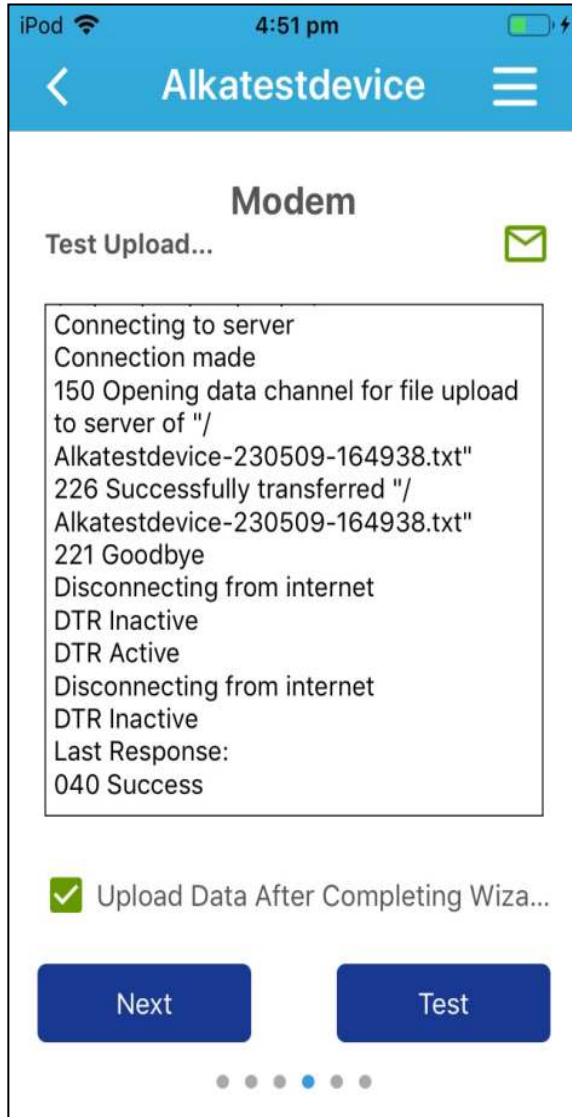 iPod 4:51 pm
Alkatestdevice
Modem
Test Upload...
Connecting to server
Connection made
150 Opening data channel for file upload
to server of "/
Alkatestdevice-230509-164938.txt"
226 Successfully transferred "/
Alkatestdevice-230509-164938.txt"
221 Goodbye
Disconnecting from internet
DTR Inactive
DTR Active
Disconnecting from internet
DTR Inactive
Last Response:
040 Success
Upload Data After Completing Wiza...
Next Test